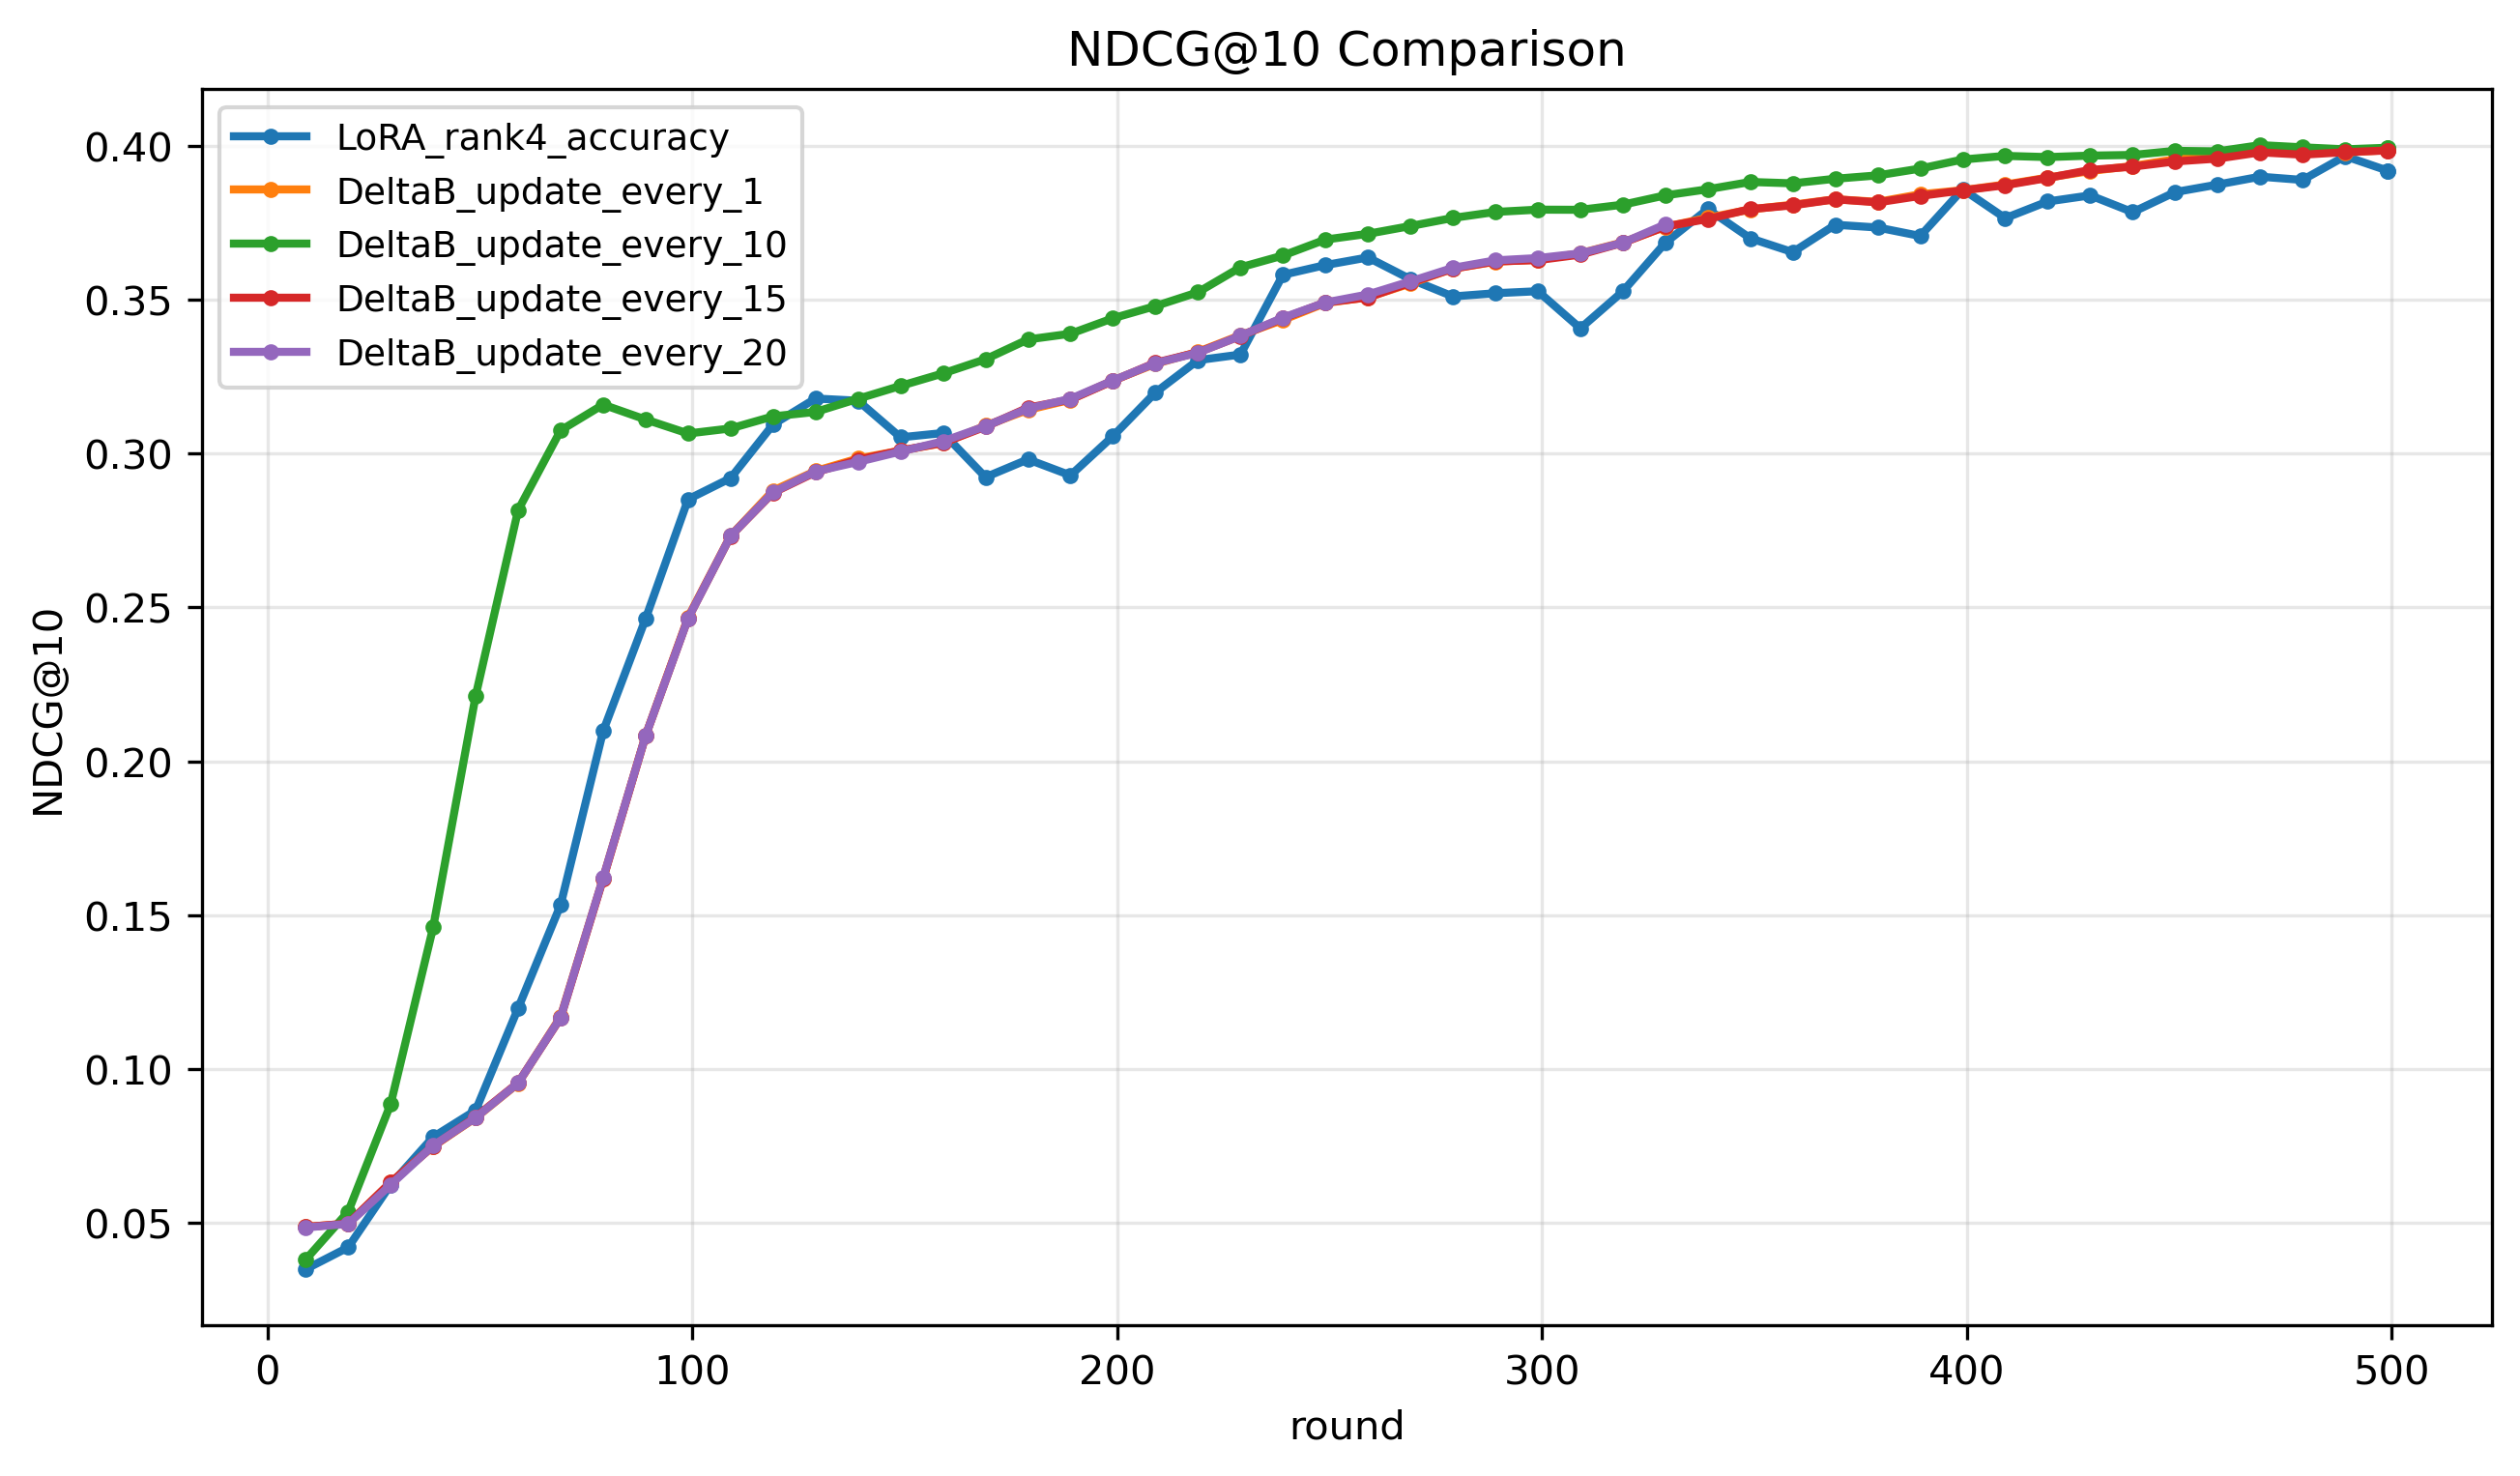 NDCG@10 Comparison
LoRA_rank4_accuracy
DeltaB_update_every_1
DeltaB_update_every_10
DeltaB_update_every_15
DeltaB_update_every_20
NDCG@10
0.40
0.35
0.30
0.25
0.20
0.15
0.10
0.05
0 100 200 300 400 500
round